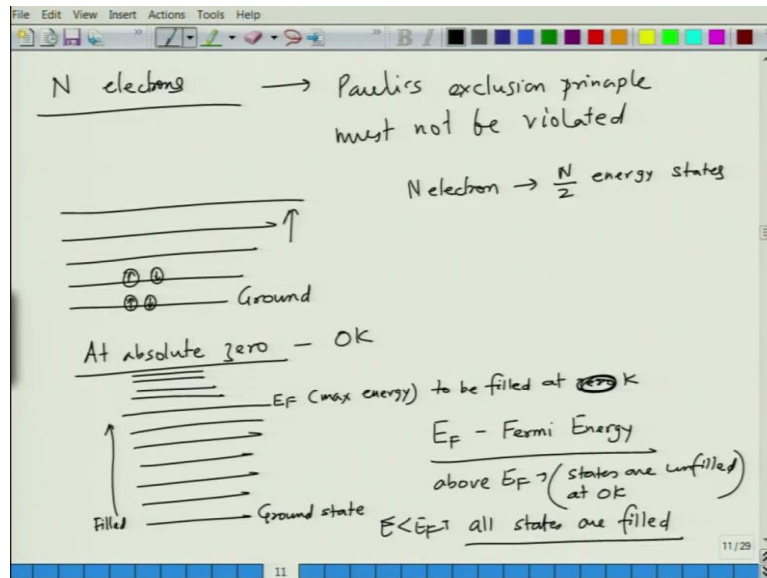 File Edit View Insert Actions Tools Help
N electrons → Pauli's exclusion principle
must not be violated
N electron → N/2 energy states
Ground
At absolute zero - 0K
EF (max energy) to be filled at zero K
EF - Fermi Energy
above EF → (states are unfilled)
at 0K
Filled
Ground state
E<EF→ all states are filled
11/29
11